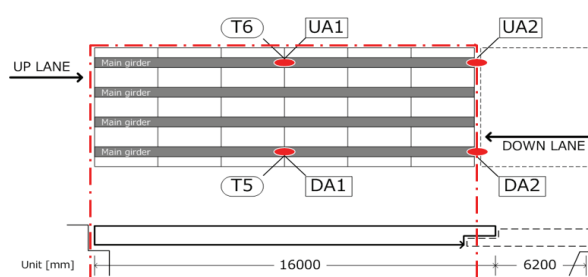 T6 UA1 UA2
UP LANE
Main girder
Main girder
Main girder
Main girder
DOWN LANE
T5 DA1 DA2
Unit [mm] 16000 6200